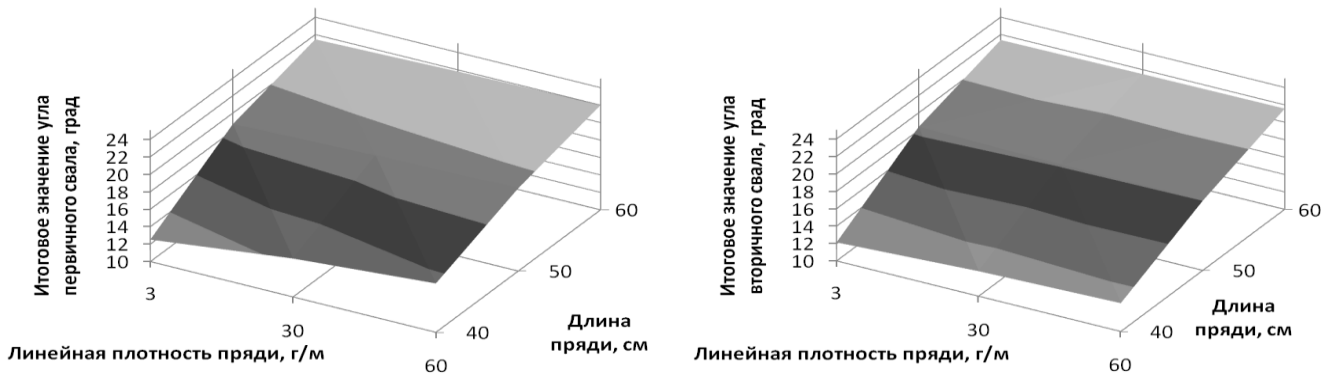 Итоговое значение угла
первичного свала, град
24
22
20
18
16
14
12
10
3
30
60
Линейная плотность пряди, г/м
40
50
60
Длина
пряди, см
Итоговое значение угла
вторичного свала, град
24
22
20
18
16
14
12
10
3
30
60
Линейная плотность пряди, г/м
40
50
60
Длина
пряди, см